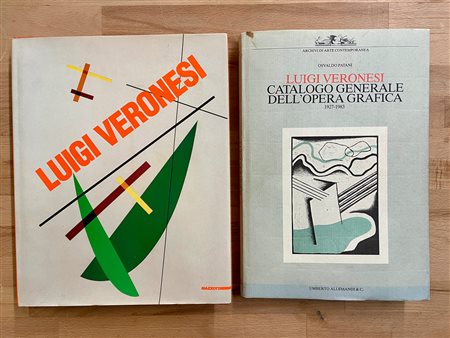 LUIGI VERONESI
MAZZOTTA
ARCHIVI DI ARTE CONTEMPORANEA
OSVALDO PATANI
LUIGI VERONESI
CATALOGO GENERALE
DELL'OPERA GRAFICA
1927-1983
UMBERTO ALLEMANDI & C.